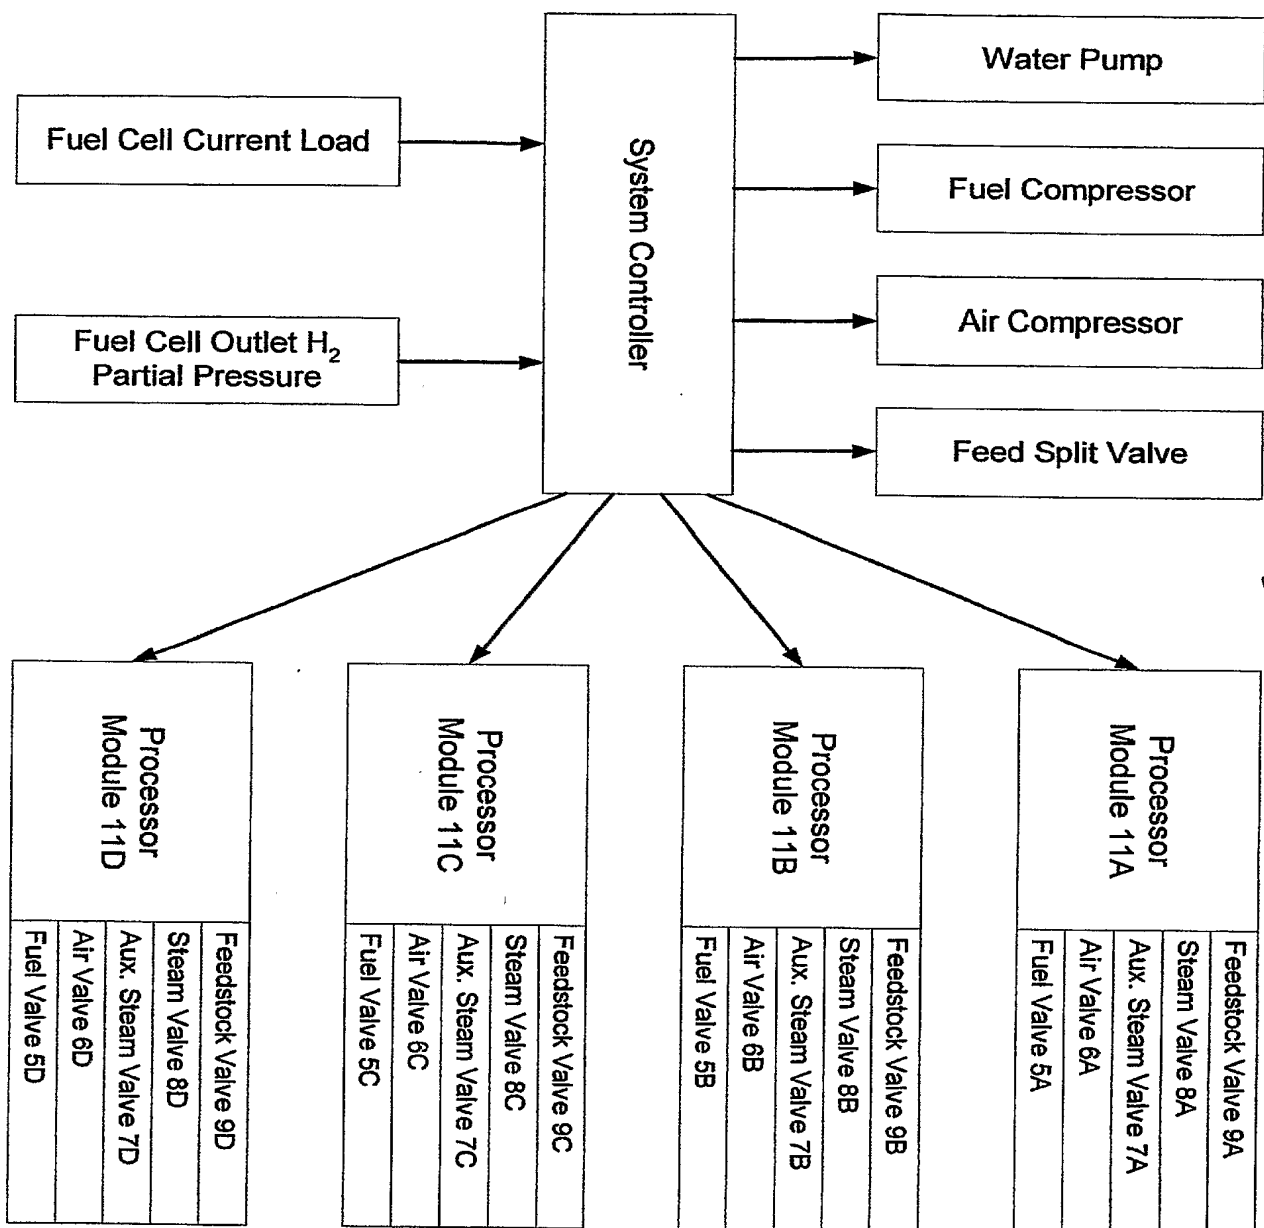 Fuel Cell Current Load
Fuel Cell Outlet H₂
Partial Pressure
System Controller
Water Pump
Fuel Compressor
Air Compressor
Feed Split Valve
Processor
Module 11D
Feedstock Valve 9D
Steam Valve 8D
Aux. Steam Valve 7D
Air Valve 6D
Fuel Valve 5D
Processor
Module 11C
Feedstock Valve 9C
Steam Valve 8C
Aux. Steam Valve 7C
Air Valve 6C
Fuel Valve 5C
Processor
Module 11B
Feedstock Valve 9B
Steam Valve 8B
Aux. Steam Valve 7B
Air Valve 6B
Fuel Valve 5B
Processor
Module 11A
Feedstock Valve 9A
Steam Valve 8A
Aux. Steam Valve 7A
Air Valve 6A
Fuel Valve 5A